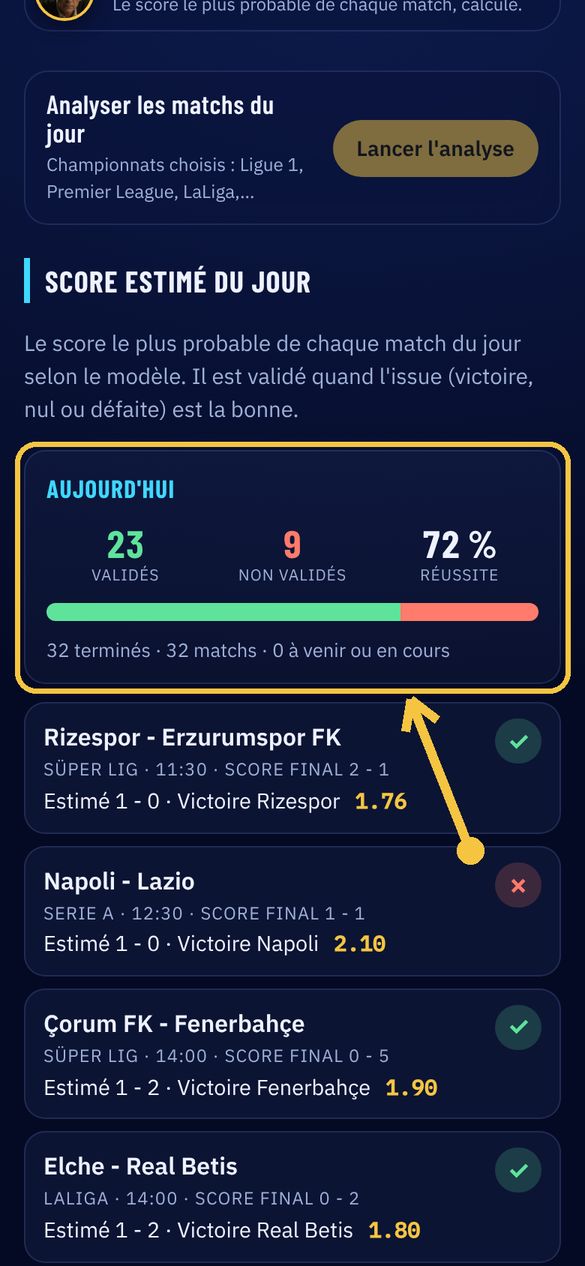 Le score le plus probable de chaque match, calculé.
Analyser les matchs du
jour
Championnats choisis : Ligue 1,
Premier League, LaLiga,...
Lancer l'analyse
SCORE ESTIMÉ DU JOUR
Le score le plus probable de chaque match du jour
selon le modèle. Il est validé quand l'issue (victoire,
nul ou défaite) est la bonne.
AUJOURD'HUI
23 9 72 %
VALIDÉS NON VALIDÉS RÉUSSITE
32 terminés · 32 matchs · 0 à venir ou en cours
Rizespor - Erzurumspor FK
SÜPER LIG · 11:30 · SCORE FINAL 2 - 1
Estimé 1 - 0 · Victoire Rizespor 1.76
Napoli - Lazio
SERIE A · 12:30 · SCORE FINAL 1 - 1
Estimé 1 - 0 · Victoire Napoli 2.10
Çorum FK - Fenerbahçe
SÜPER LIG · 14:00 · SCORE FINAL 0 - 5
Estimé 1 - 2 · Victoire Fenerbahçe 1.90
Elche - Real Betis
LALIGA · 14:00 · SCORE FINAL 0 - 2
Estimé 1 - 2 · Victoire Real Betis 1.80